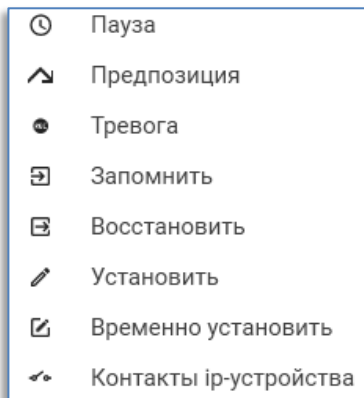 Пауза
Предпозиция
Тревога
Запомнить
Восстановить
Установить
Временно установить
Контакты ip-устройства